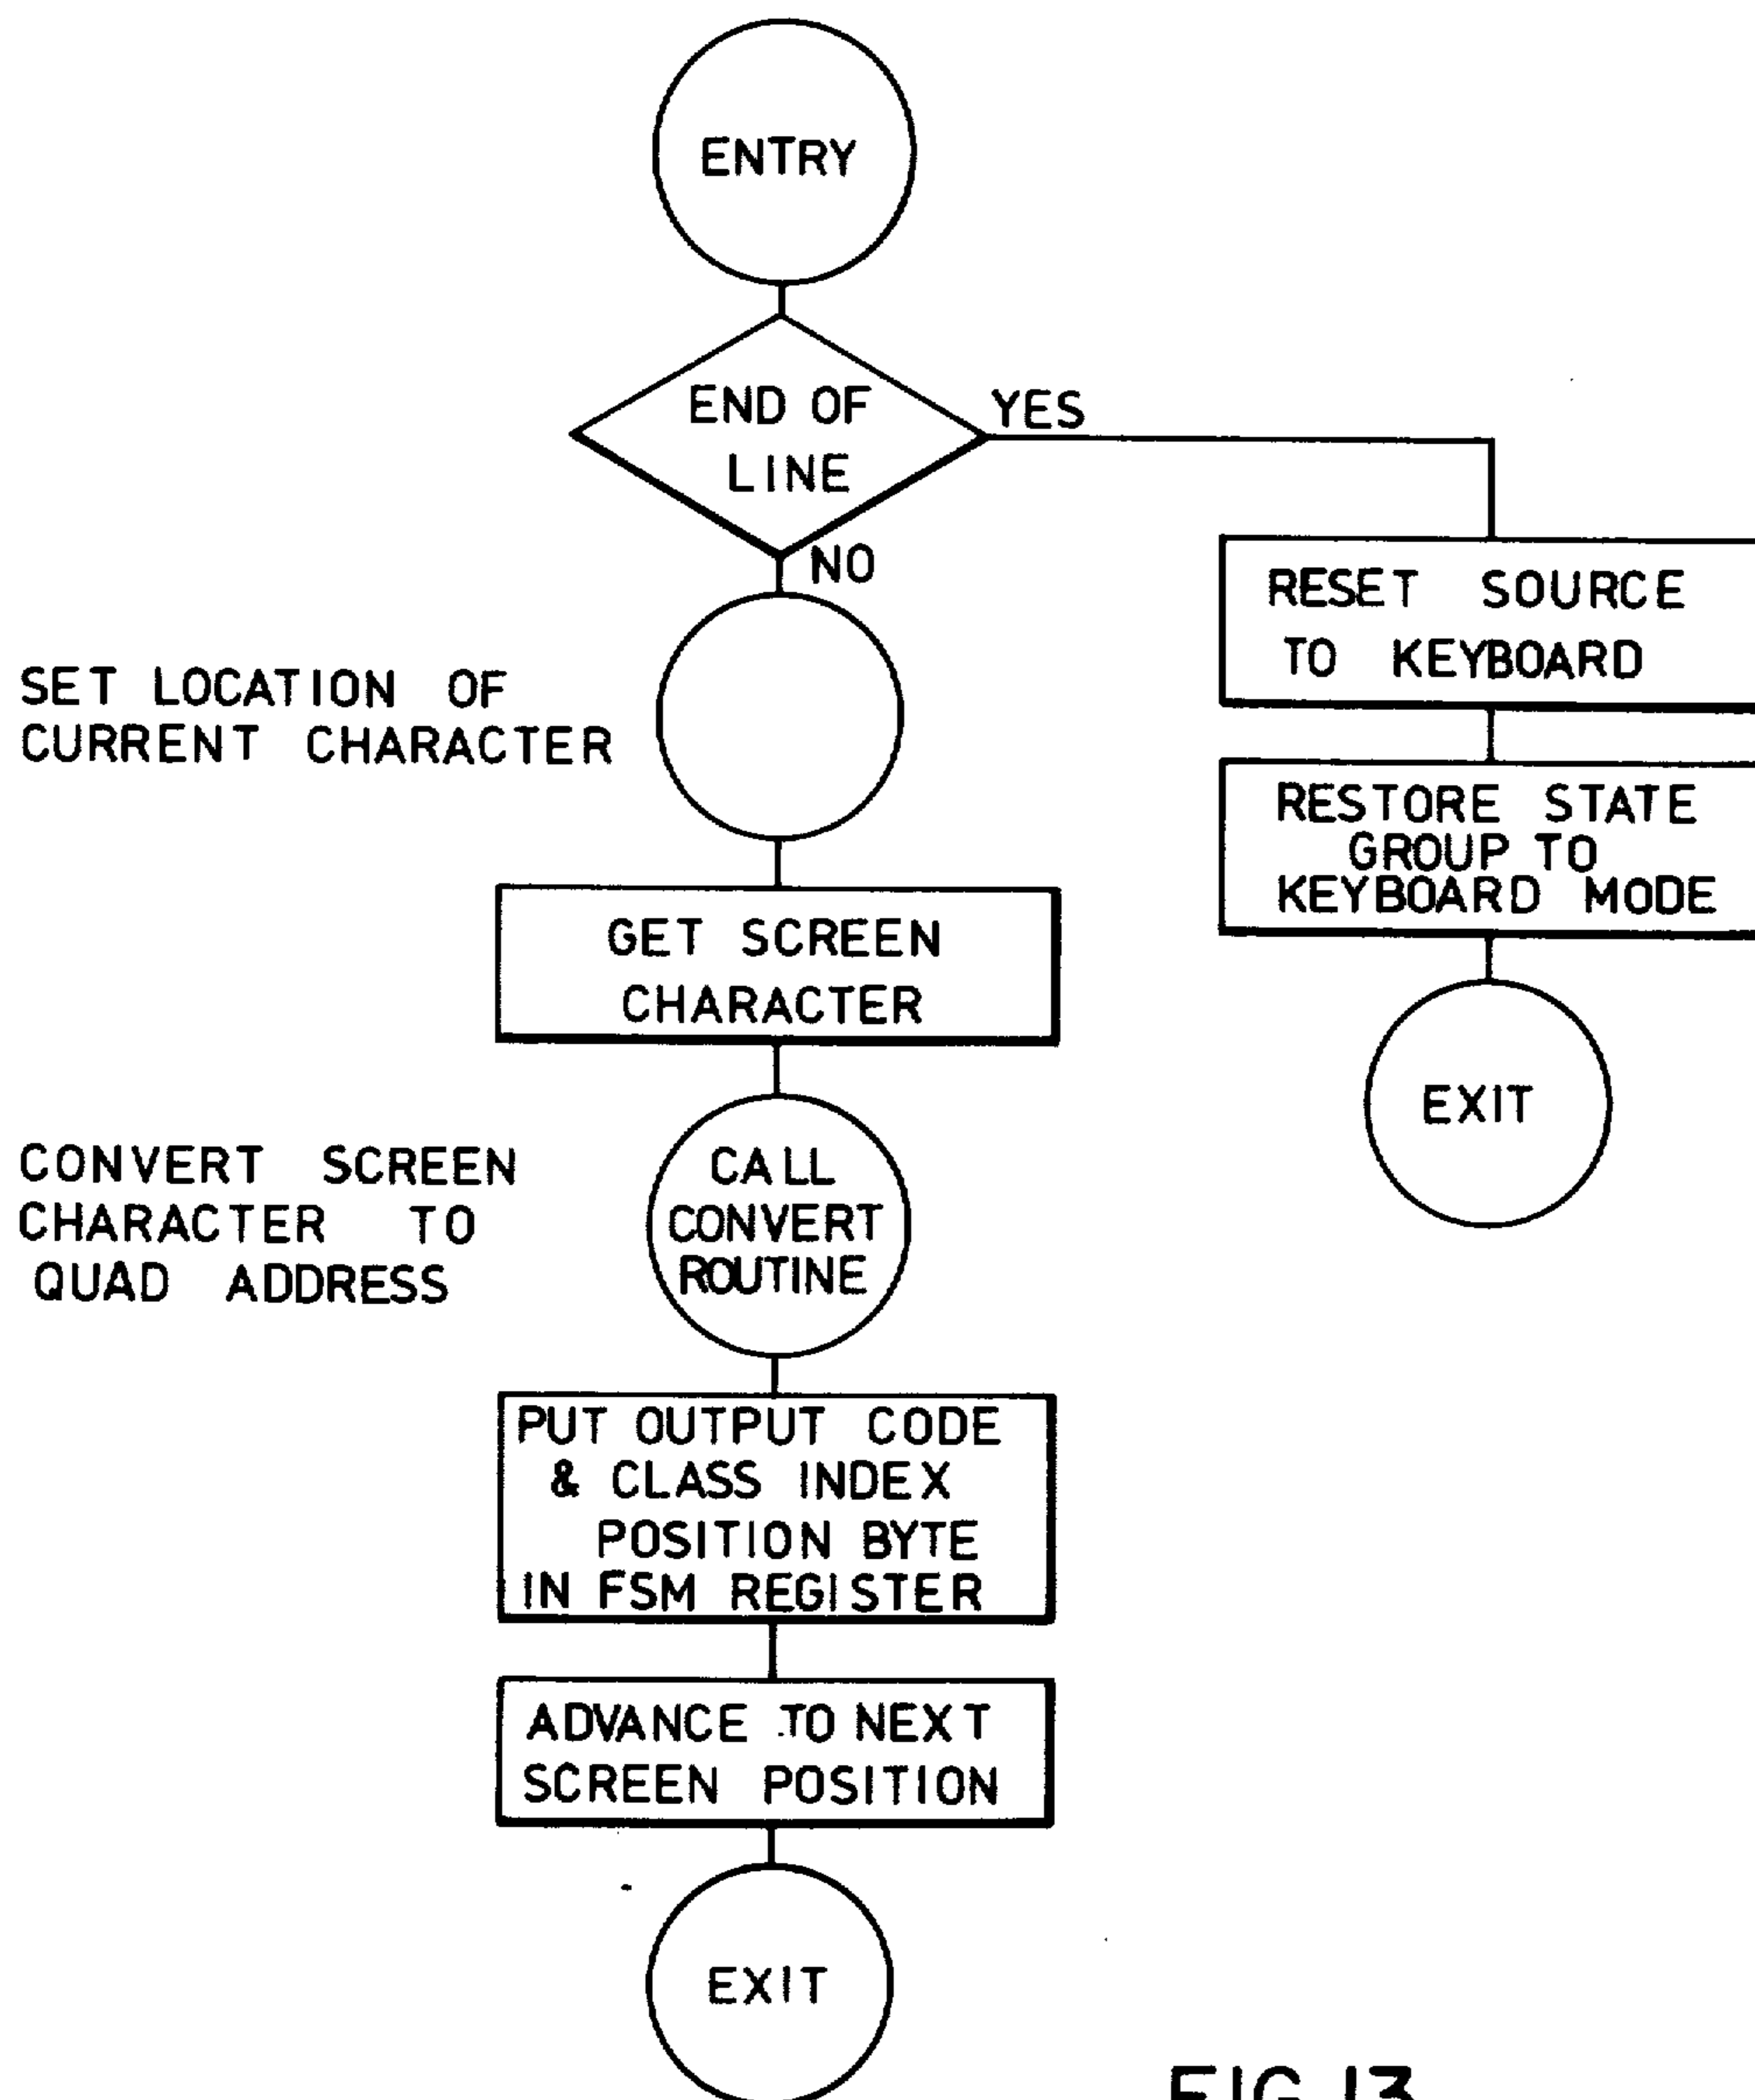 ENTRY
END OF
LINE
YES
NO
RESET SOURCE
TO KEYBOARD
SET LOCATION OF
CURRENT CHARACTER
RESTORE STATE
GROUP TO
KEYBOARD MODE
GET SCREEN
CHARACTER
EXIT
CONVERT SCREEN
CHARACTER TO
QUAD ADDRESS
CALL
CONVERT
ROUTINE
PUT OUTPUT CODE
& CLASS INDEX
POSITION BYTE
IN FSM REGISTER
ADVANCE TO NEXT
SCREEN POSITION
EXIT
FIG. 13